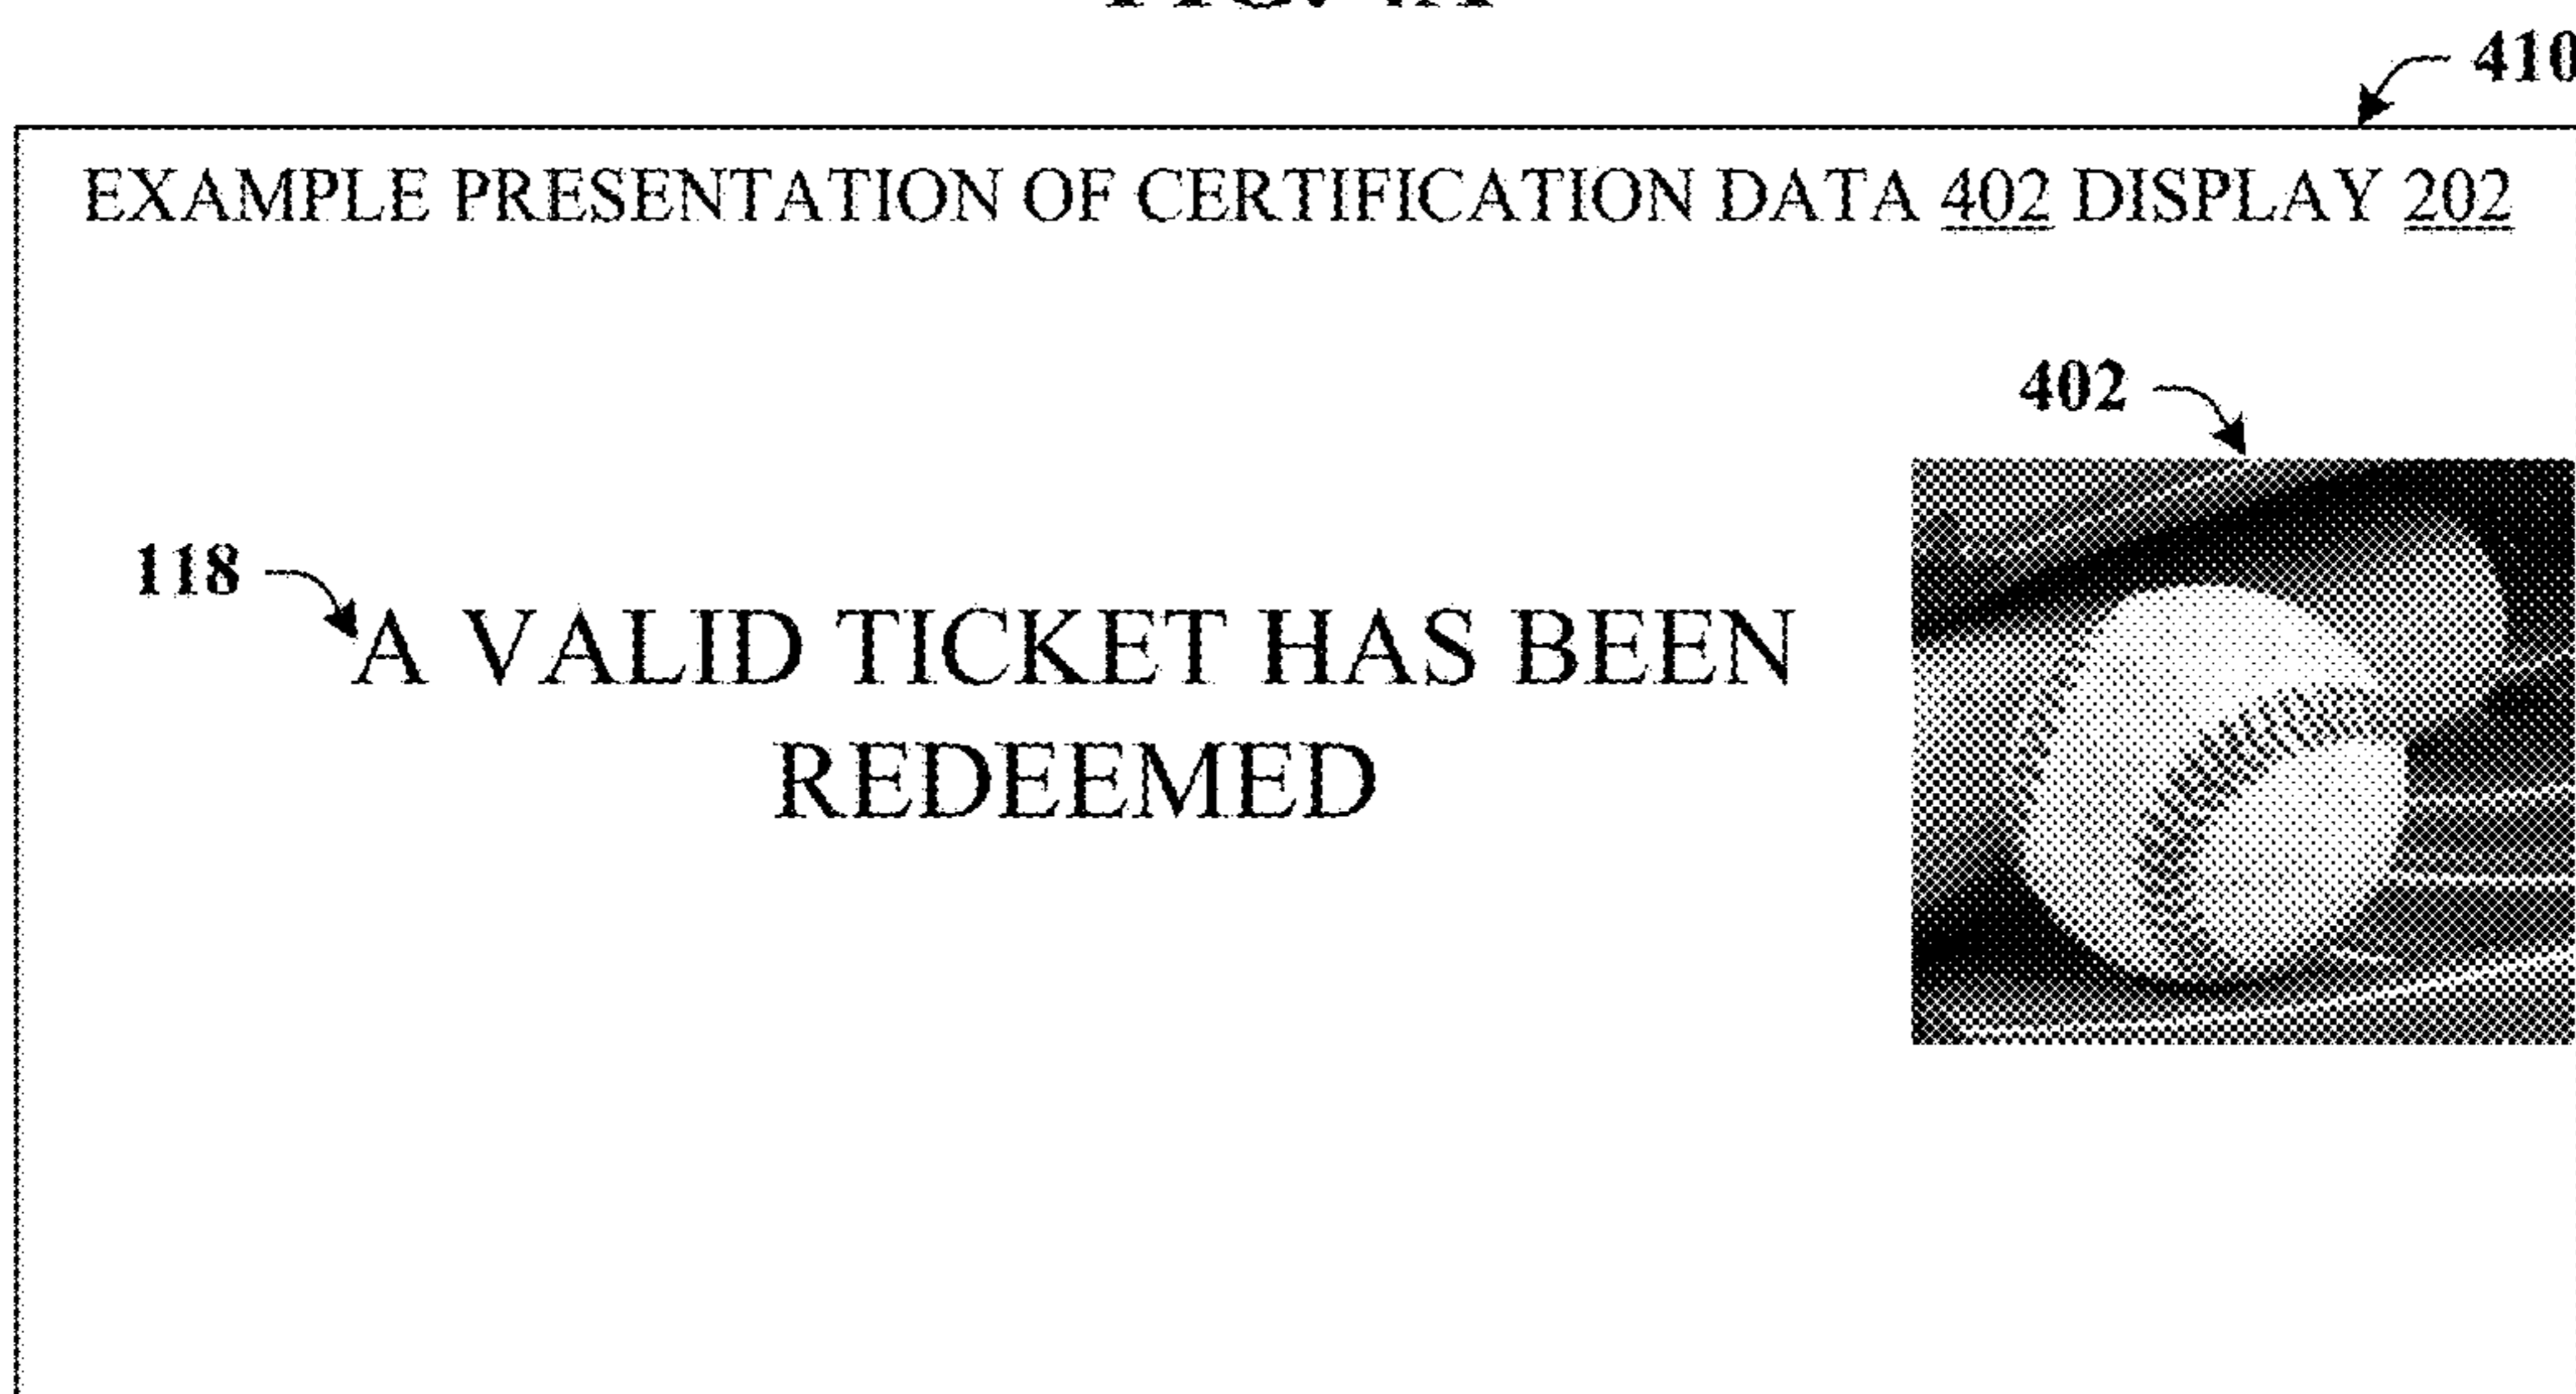 410
EXAMPLE PRESENTATION OF CERTIFICATION DATA 402 DISPLAY 202
402
118
A VALID TICKET HAS BEEN
REDEEMED